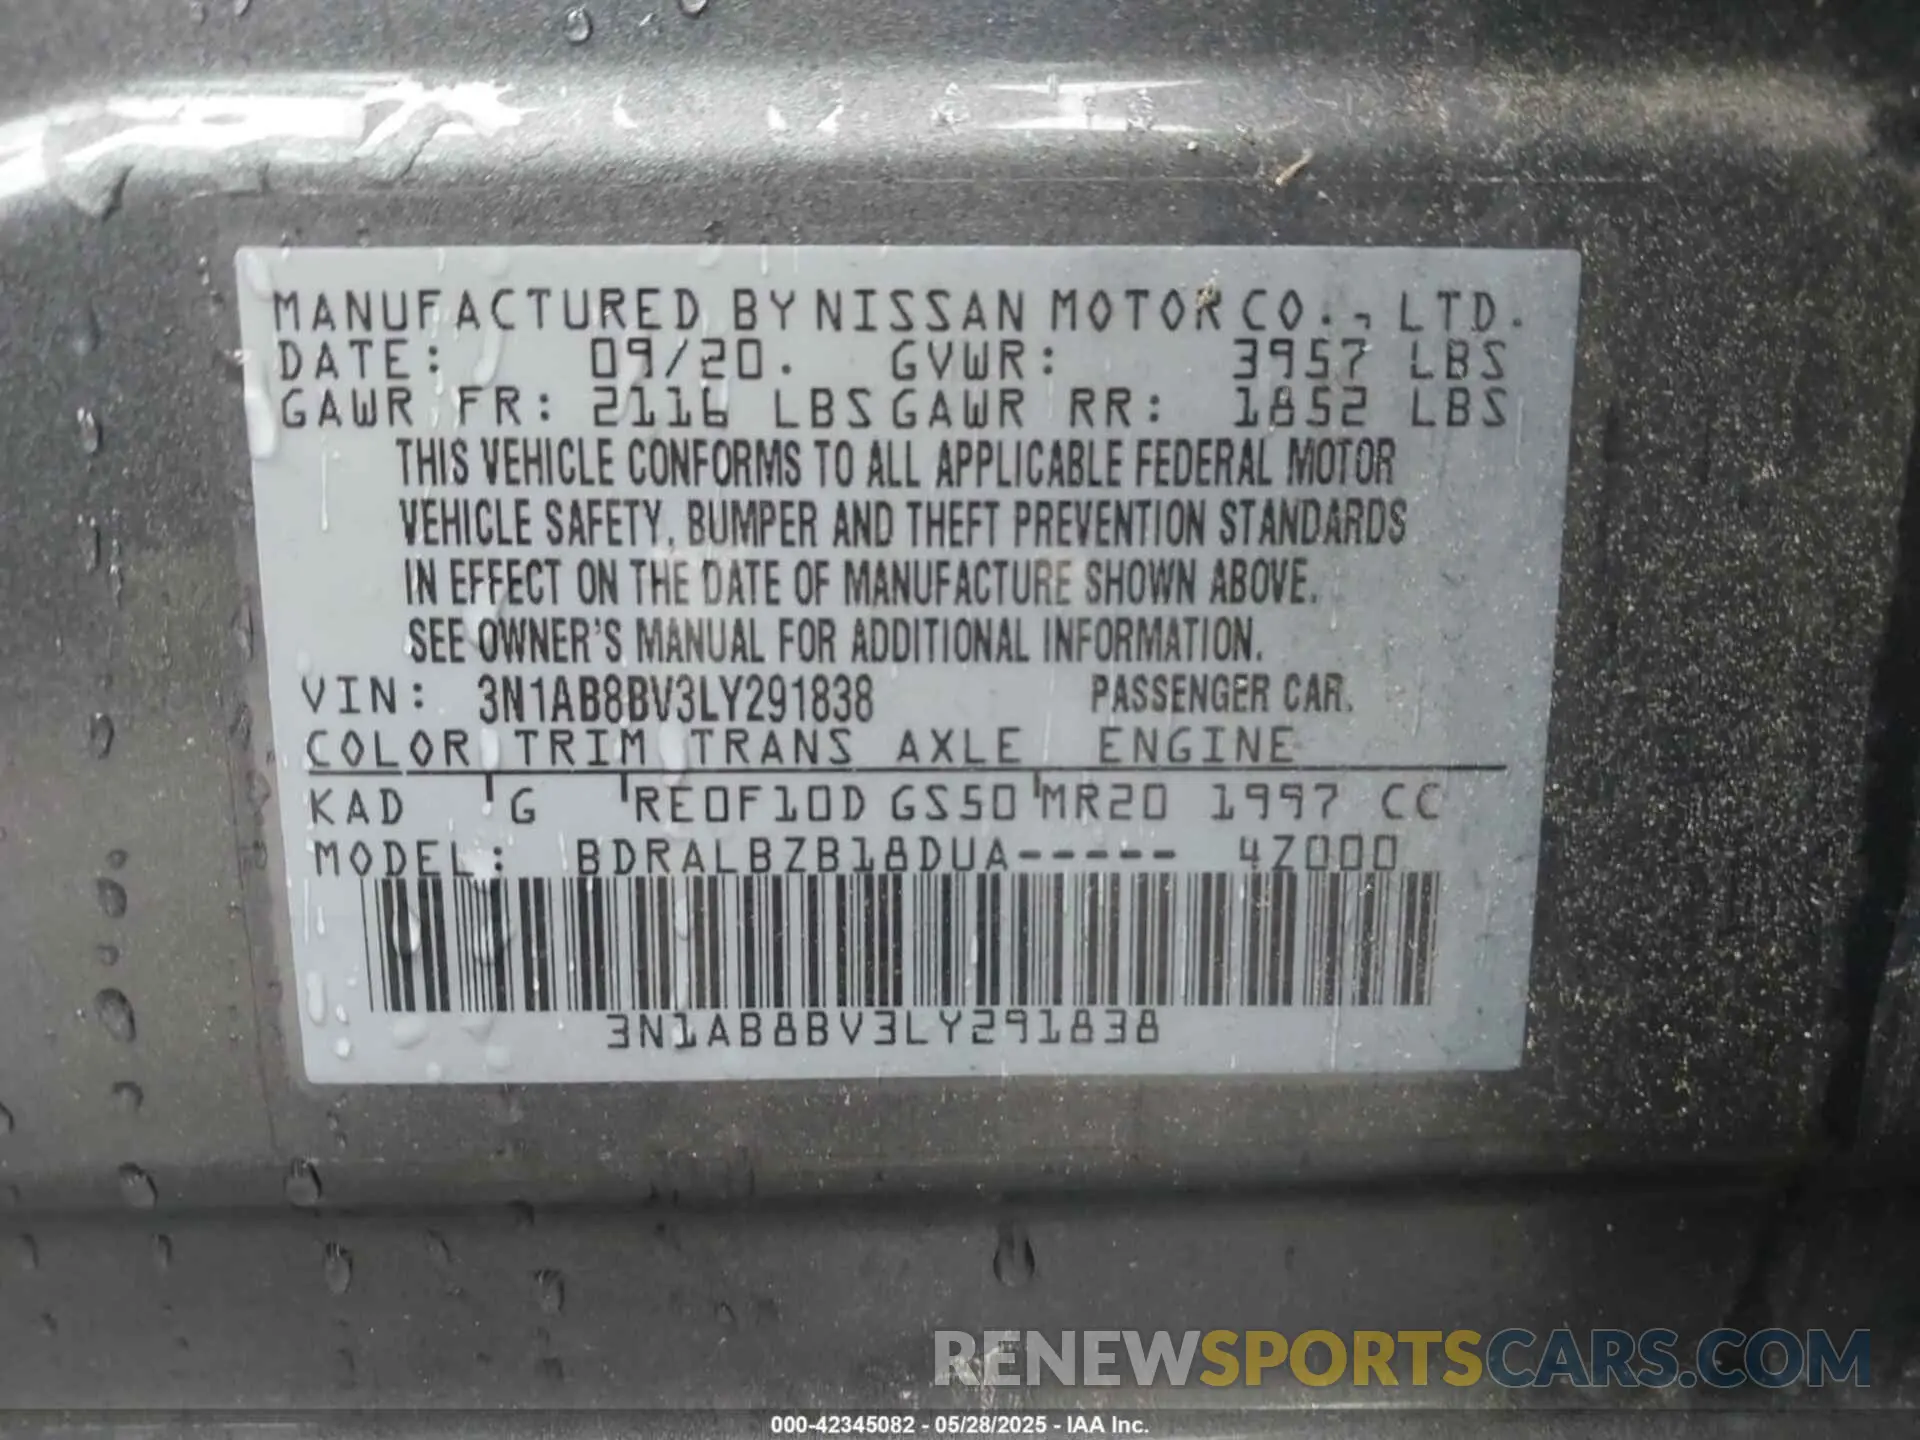 MANUFACTURED BY NISSAN MOTOR CO., LTD.
DATE: 09/20. GVWR: 3957 LBS
GAWR FR: 2116 LBS GAWR RR: 1852 LBS
THIS VEHICLE CONFORMS TO ALL APPLICABLE FEDERAL MOTOR
VEHICLE SAFETY, BUMPER AND THEFT PREVENTION STANDARDS
IN EFFECT ON THE DATE OF MANUFACTURE SHOWN ABOVE.
SEE OWNER'S MANUAL FOR ADDITIONAL INFORMATION.
VIN: 3N1AB8BV3LY291838 PASSENGER CAR.
COLOR TRIM TRANS AXLE ENGINE
KAD G RE0F10D GS50 MR20 1997 CC
MODEL: BDRALBZB18DUA----- 4Z000
3N1AB8BV3LY291838
RENEWSPORTSCARS.COM
000-42345082 - 05/28/2025 - IAA Inc.